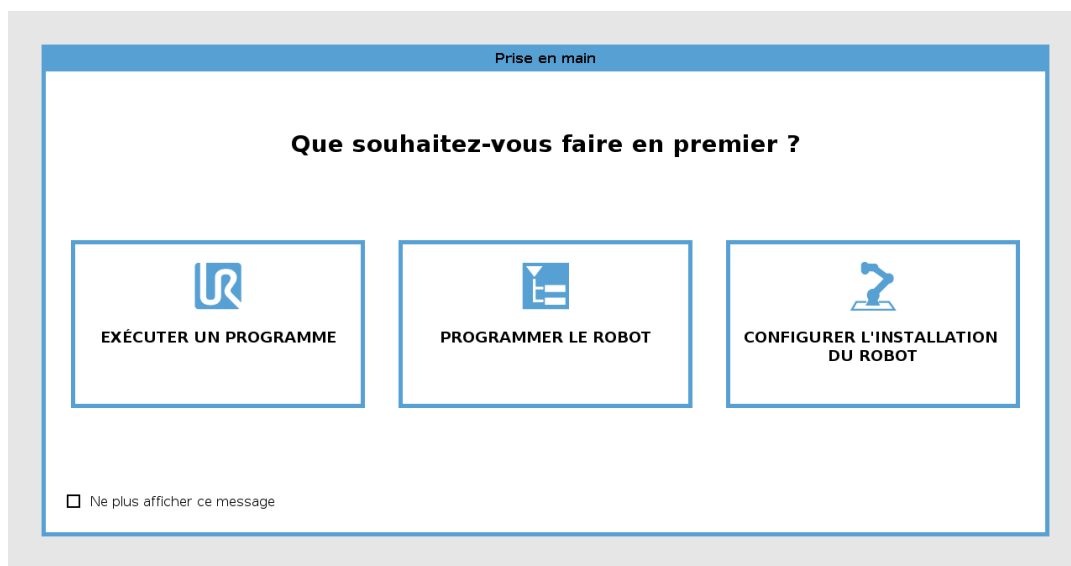 Prise en main
Que souhaitez-vous faire en premier ?
EXÉCUTER UN PROGRAMME
PROGRAMMER LE ROBOT
CONFIGURER L'INSTALLATION
DU ROBOT
Ne plus afficher ce message